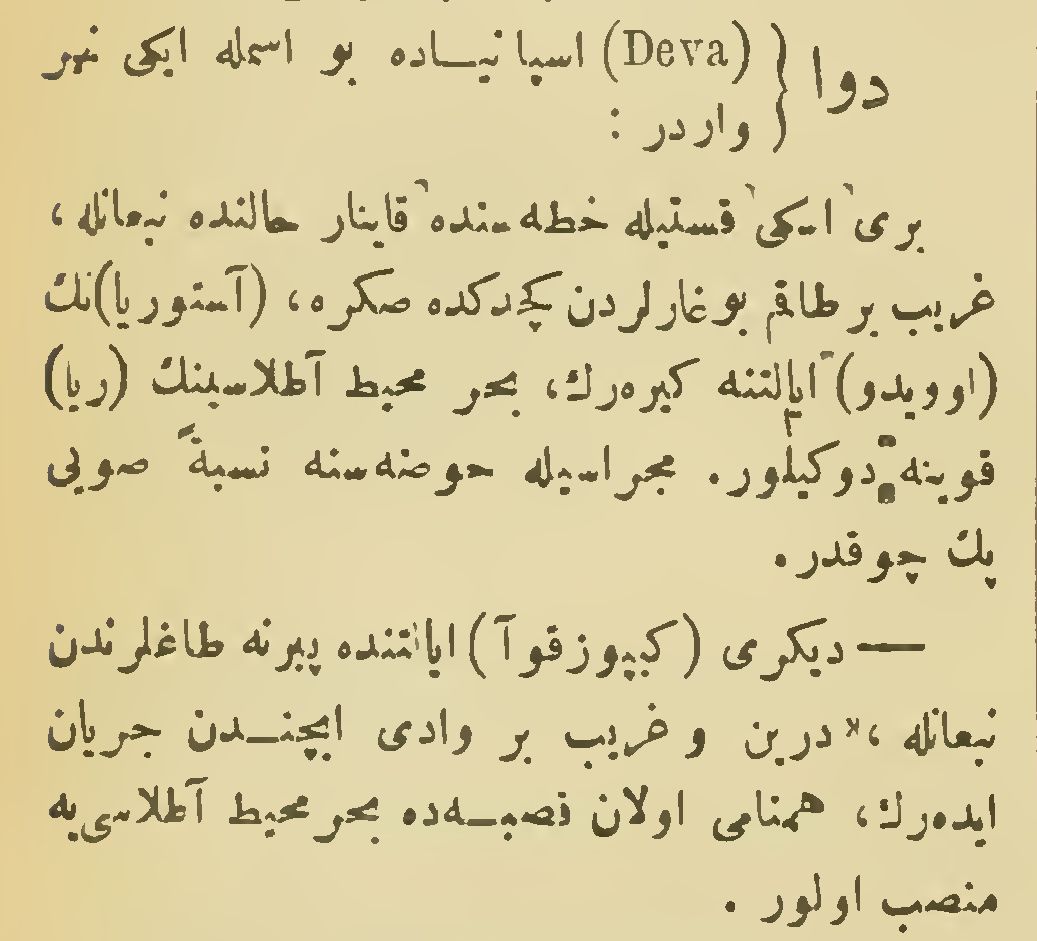 دوا { (Deva) اسپانیاده بو اسمله ایکی نهر
واردر :
بری اسکی قستیله خطه‌سنده قاینار حالنده نبعانله ،
غریب بر طاقم بوغازلردن کچدکده صکره ، (آستوریا)نك
(اوویدو) ایالتنه کیره‌رك ، بحر محیط آطلاسینك (ریا)
قوینه دوکیلور . مجراسیله حوضه‌سنه نسبةً صویی
پك چوقدر .
— دیکری (کیپوزقوآ) ایالتنده پیرنه طاغلرندن
نبعانله ، درین و غریب بر وادی ایچندن جریان
ایده‌رك ، همنامی اولان قصبه‌ده بحر محیط آطلاسی‌یه
منصب اولور .